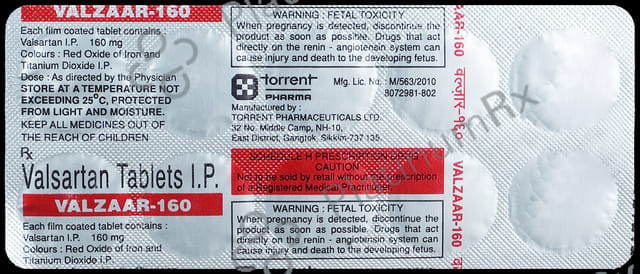 VALZAAR-160
Each film coated tablet contains :
Valsartan I.P. 160 mg
Colours : Red Oxide of Iron and
Titanium Dioxide I.P.
Dose : As directed by the Physician
STORE AT A TEMPERATURE NOT
EXCEEDING 25°C, PROTECTED
FROM LIGHT AND MOISTURE.
KEEP ALL MEDICINES OUT OF
THE REACH OF CHILDREN
Rx
Valsartan Tablets I.P.
VALZAAR-160
Each film coated tablet contains :
Valsartan I.P. 160 mg
Colours : Red Oxide of Iron and
Titanium Dioxide I.P.
WARNING : FETAL TOXICITY
When pregnancy is detected, discontinue the
product as soon as possible. Drugs that act
directly on the renin - angiotensin system can
cause injury and death to the developing fetus.
torrent
PHARMA
Mfg. Lic. No. : M/563/2010
8072981-802
Manufactured by :
TORRENT PHARMACEUTICALS LTD.
32 No. Middle Camp, NH-10,
East District, Gangtok, Sikkim-737 135.
SCHEDULE H PRESCRIPTION DRUG
CAUTION
Not to be sold by retail without the prescription
of a Registered Medical Practitioner.
WARNING : FETAL TOXICITY
When pregnancy is detected, discontinue the
product as soon as possible. Drugs that act
directly on the renin - angiotensin system can
cause injury and death to the developing fetus.
AR-160
वल्ज़ार-१६०
VALZAAR-160